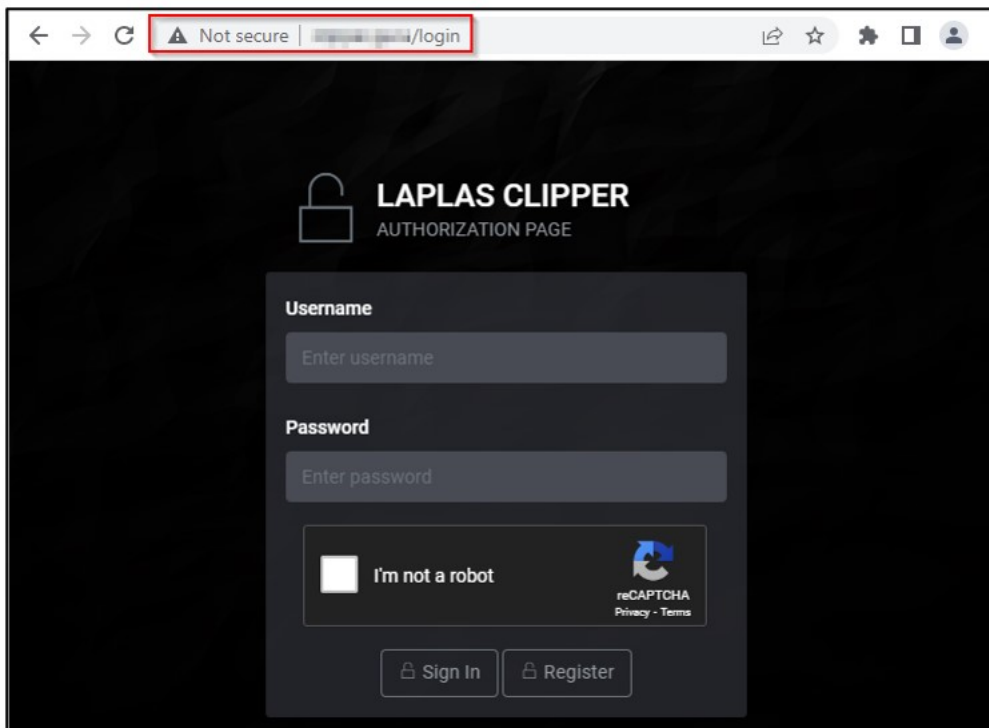 Not secure | /login
LAPLAS CLIPPER
AUTHORIZATION PAGE
Username
Enter username
Password
Enter password
I'm not a robot
reCAPTCHA
Privacy - Terms
Sign In
Register